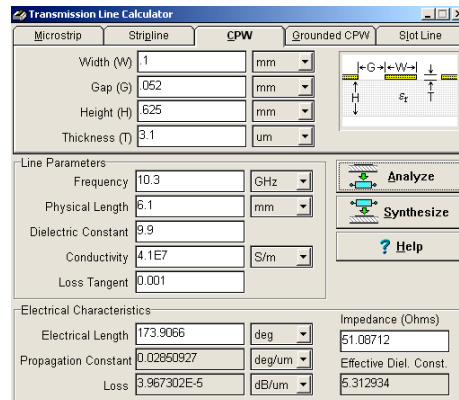 Transmission Line Calculator
Microstrip Stripline CPW Grounded CPW Slot Line
Width (W) .1 mm
Gap (G) .052 mm
Height (H) .625 mm
Thickness (T) 3.1 um
G W
H εr T
Line Parameters
Frequency 10.3 GHz
Physical Length 6.1 mm
Dielectric Constant 9.9
Conductivity 4.1E7 S/m
Loss Tangent 0.001
Analyze
Synthesize
? Help
Electrical Characteristics
Electrical Length 173.9066 deg
Propagation Constant 0.02850927 deg/um
Loss 3.967302E-5 dB/um
Impedance (Ohms)
51.08712
Effective Diel. Const.
5.312934